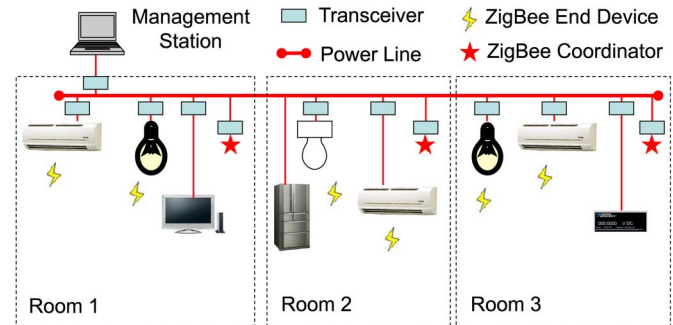 Management
Station
Transceiver
ZigBee End Device
Power Line
ZigBee Coordinator
Room 1
Room 2
Room 3